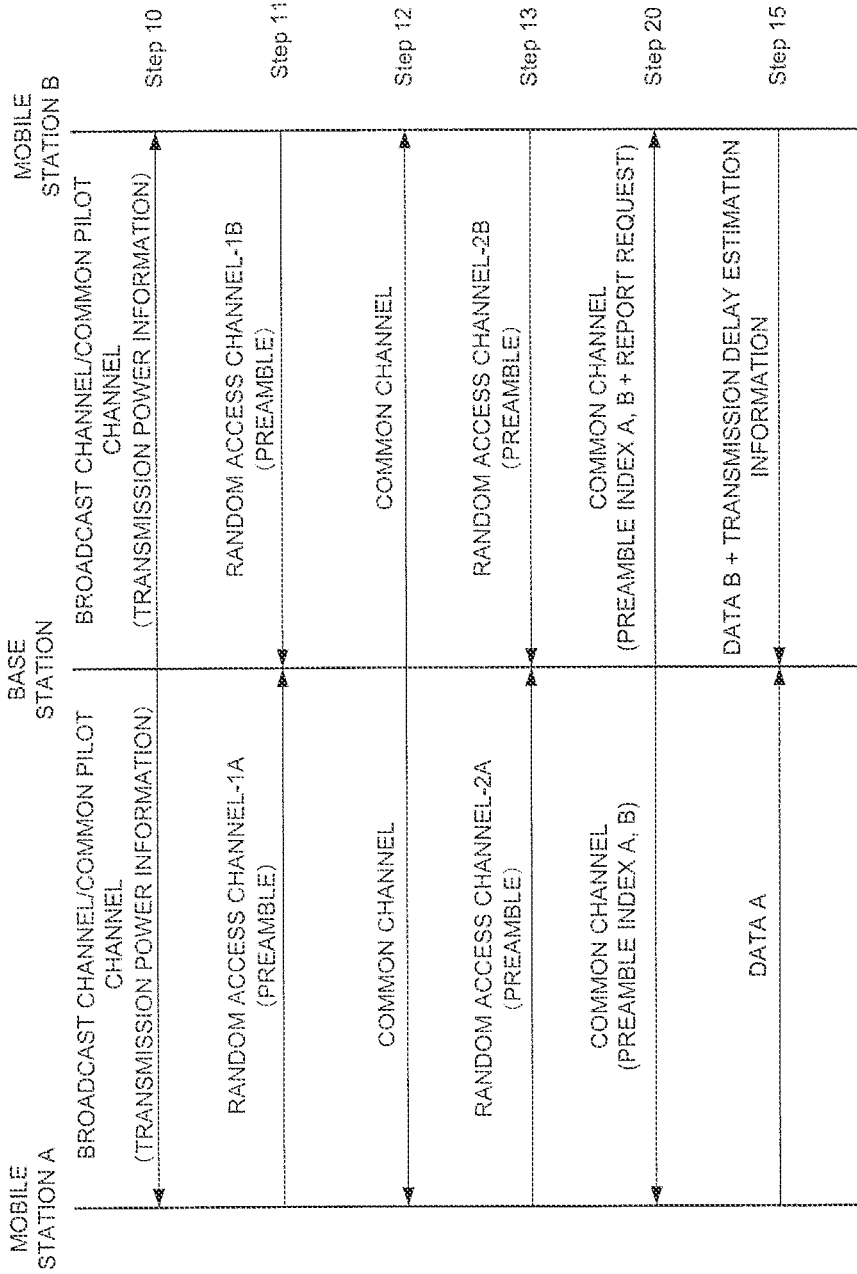 MOBILE
STATION A
BASE
STATION
MOBILE
STATION B
BROADCAST CHANNEL/COMMON PILOT
CHANNEL
(TRANSMISSION POWER INFORMATION)
BROADCAST CHANNEL/COMMON PILOT
CHANNEL
(TRANSMISSION POWER INFORMATION)
Step 10
RANDOM ACCESS CHANNEL-1A
(PREAMBLE)
RANDOM ACCESS CHANNEL-1B
(PREAMBLE)
Step 11
COMMON CHANNEL
COMMON CHANNEL
Step 12
RANDOM ACCESS CHANNEL-2A
(PREAMBLE)
RANDOM ACCESS CHANNEL-2B
(PREAMBLE)
Step 13
COMMON CHANNEL
(PREAMBLE INDEX A, B)
COMMON CHANNEL
(PREAMBLE INDEX A, B + REPORT REQUEST)
Step 20
DATA A
DATA B + TRANSMISSION DELAY ESTIMATION
INFORMATION
Step 15